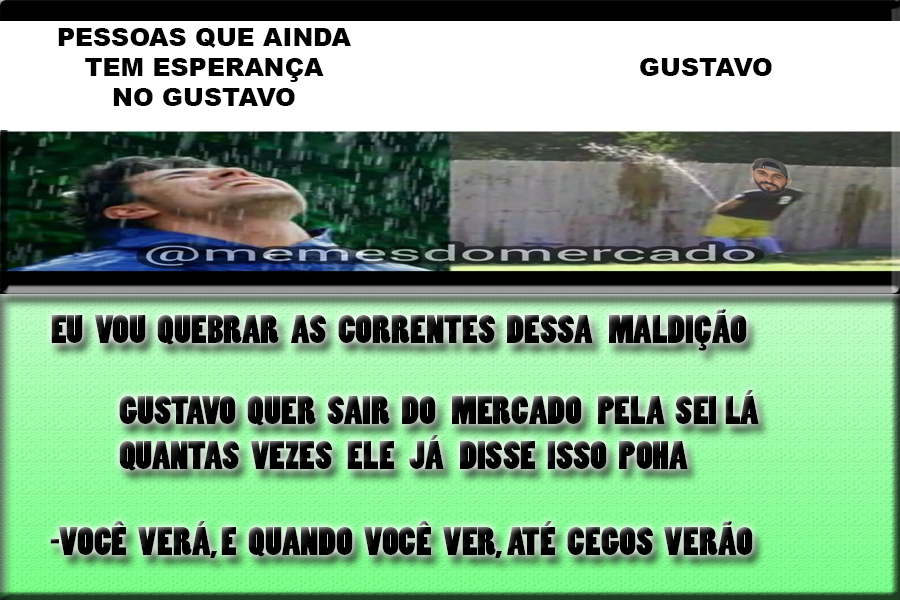 PESSOAS QUE AINDA
TEM ESPERANÇA
NO GUSTAVO
GUSTAVO
@memesdomercado
EU VOU QUEBRAR AS CORRENTES DESSA MALDIÇÃO
GUSTAVO QUER SAIR DO MERCADO PELA SEI LÁ
QUANTAS VEZES ELE JÁ DISSE ISSO POHA
-VOCÊ VERÁ, E QUANDO VOCÊ VER, ATÉ CEGOS VERÃO